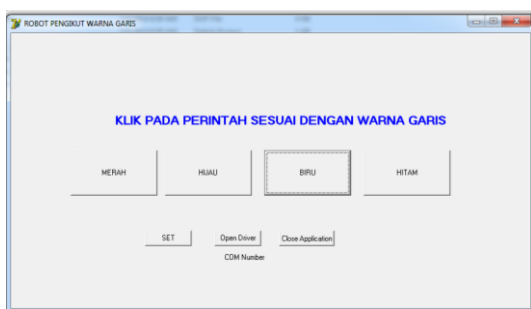 ROBOT PENGIKUT WARNA GARIS
KLIK PADA PERINTAH SESUAI DENGAN WARNA GARIS
MERAH HIJAU BIRU HITAM
SET Open Driver Close Application
COM Number